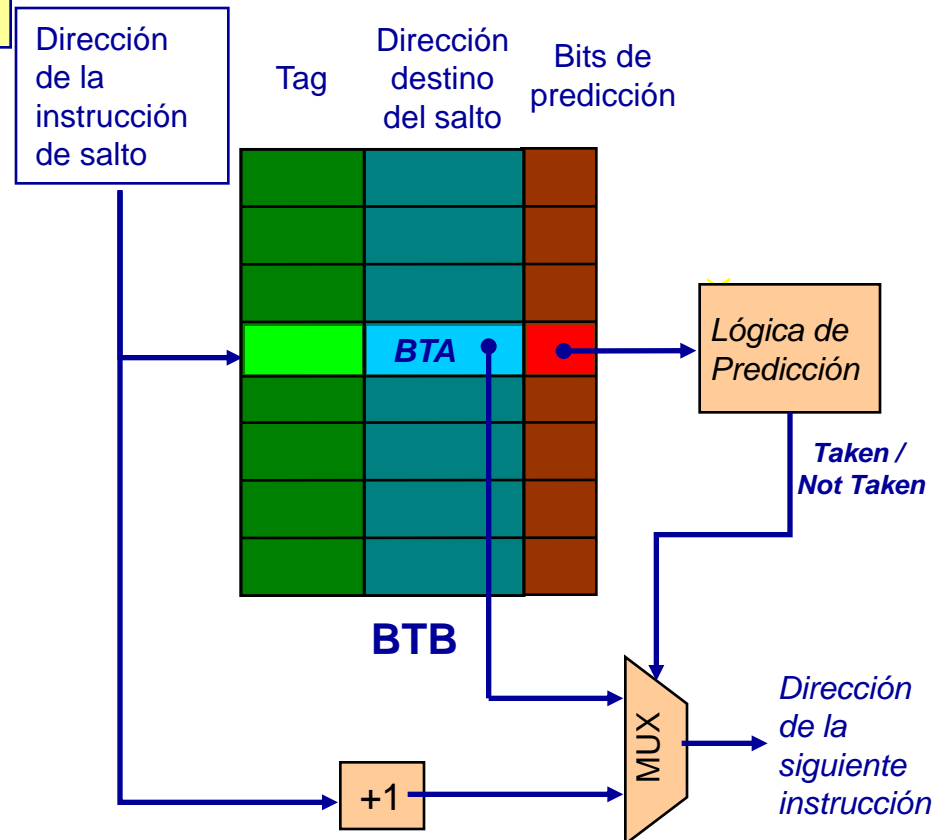 Dirección
de la
instrucción
de salto
Tag
Dirección
destino
del salto
Bits de
predicción
BTA
Lógica de
Predicción
Taken /
Not Taken
BTB
MUX
+1
Dirección
de la
siguiente
instrucción